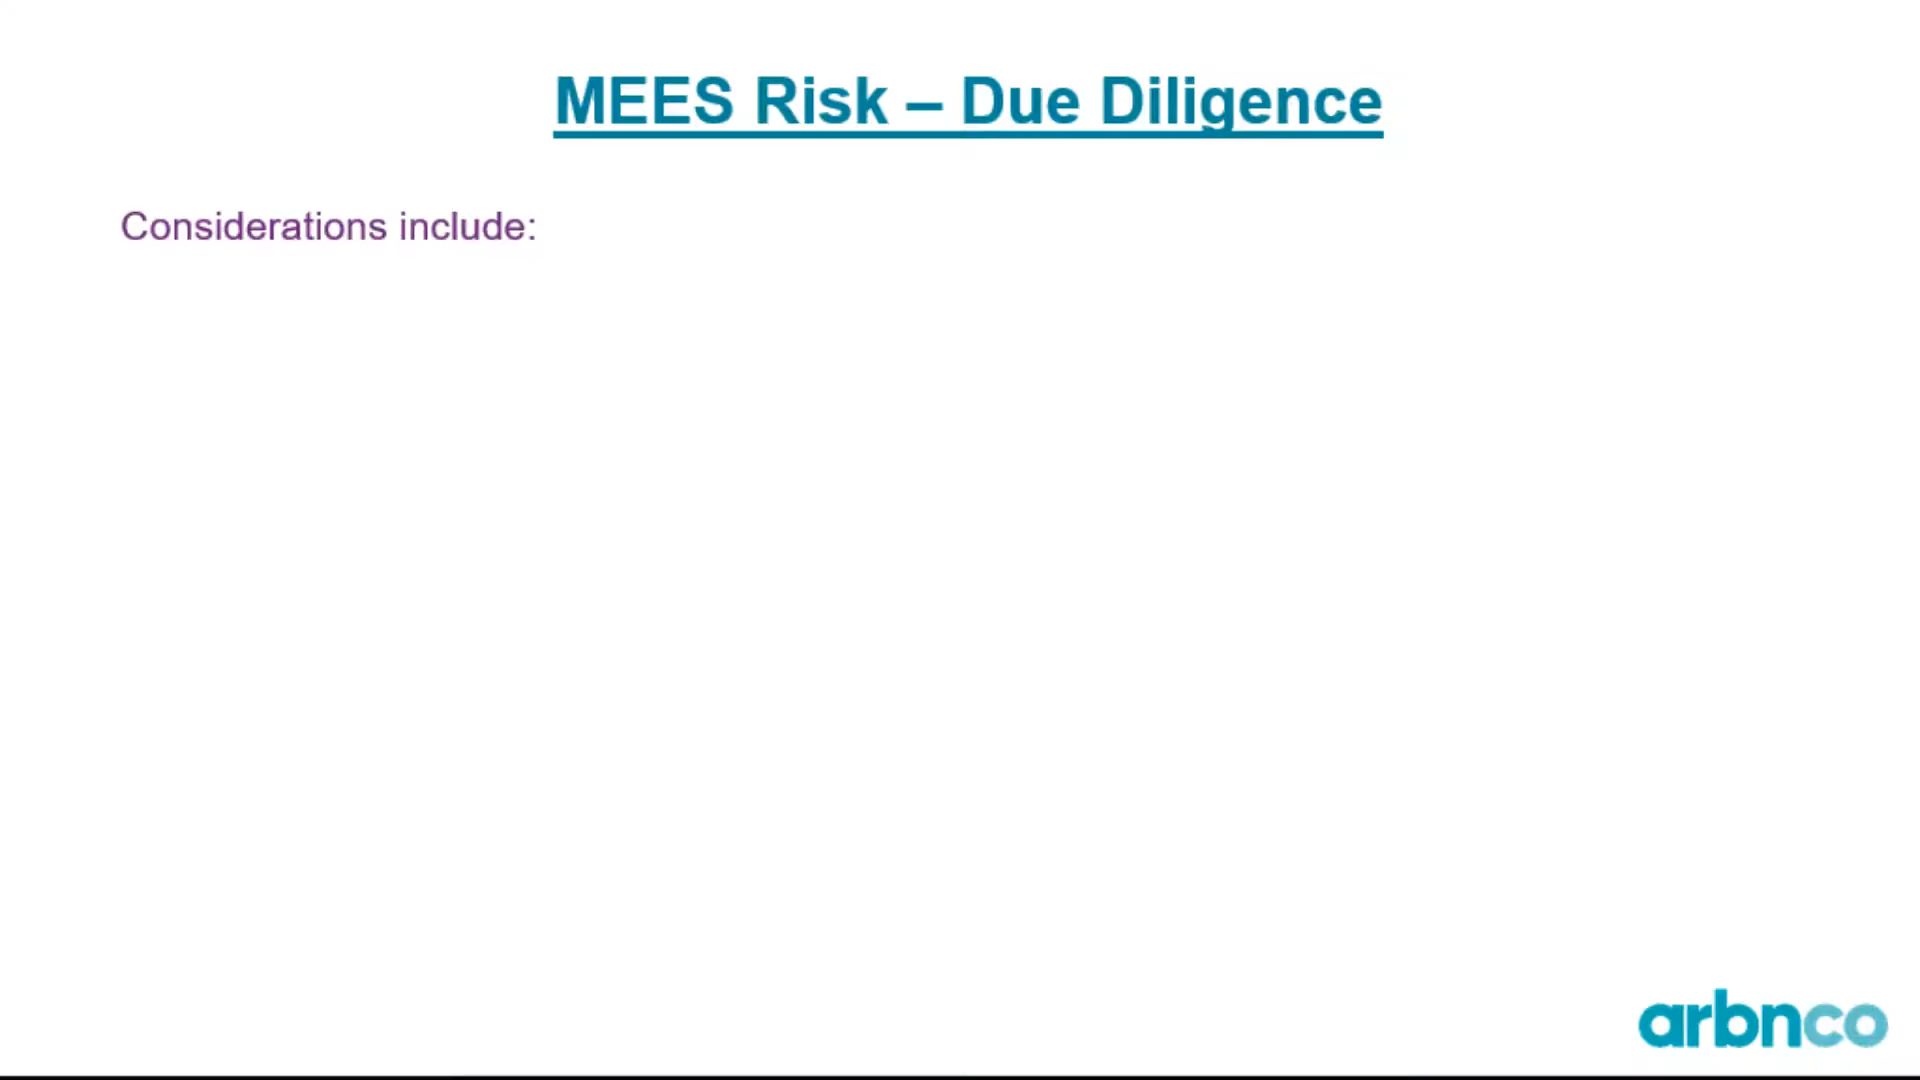 MEES Risk – Due Diligence
Considerations include:
arbnco